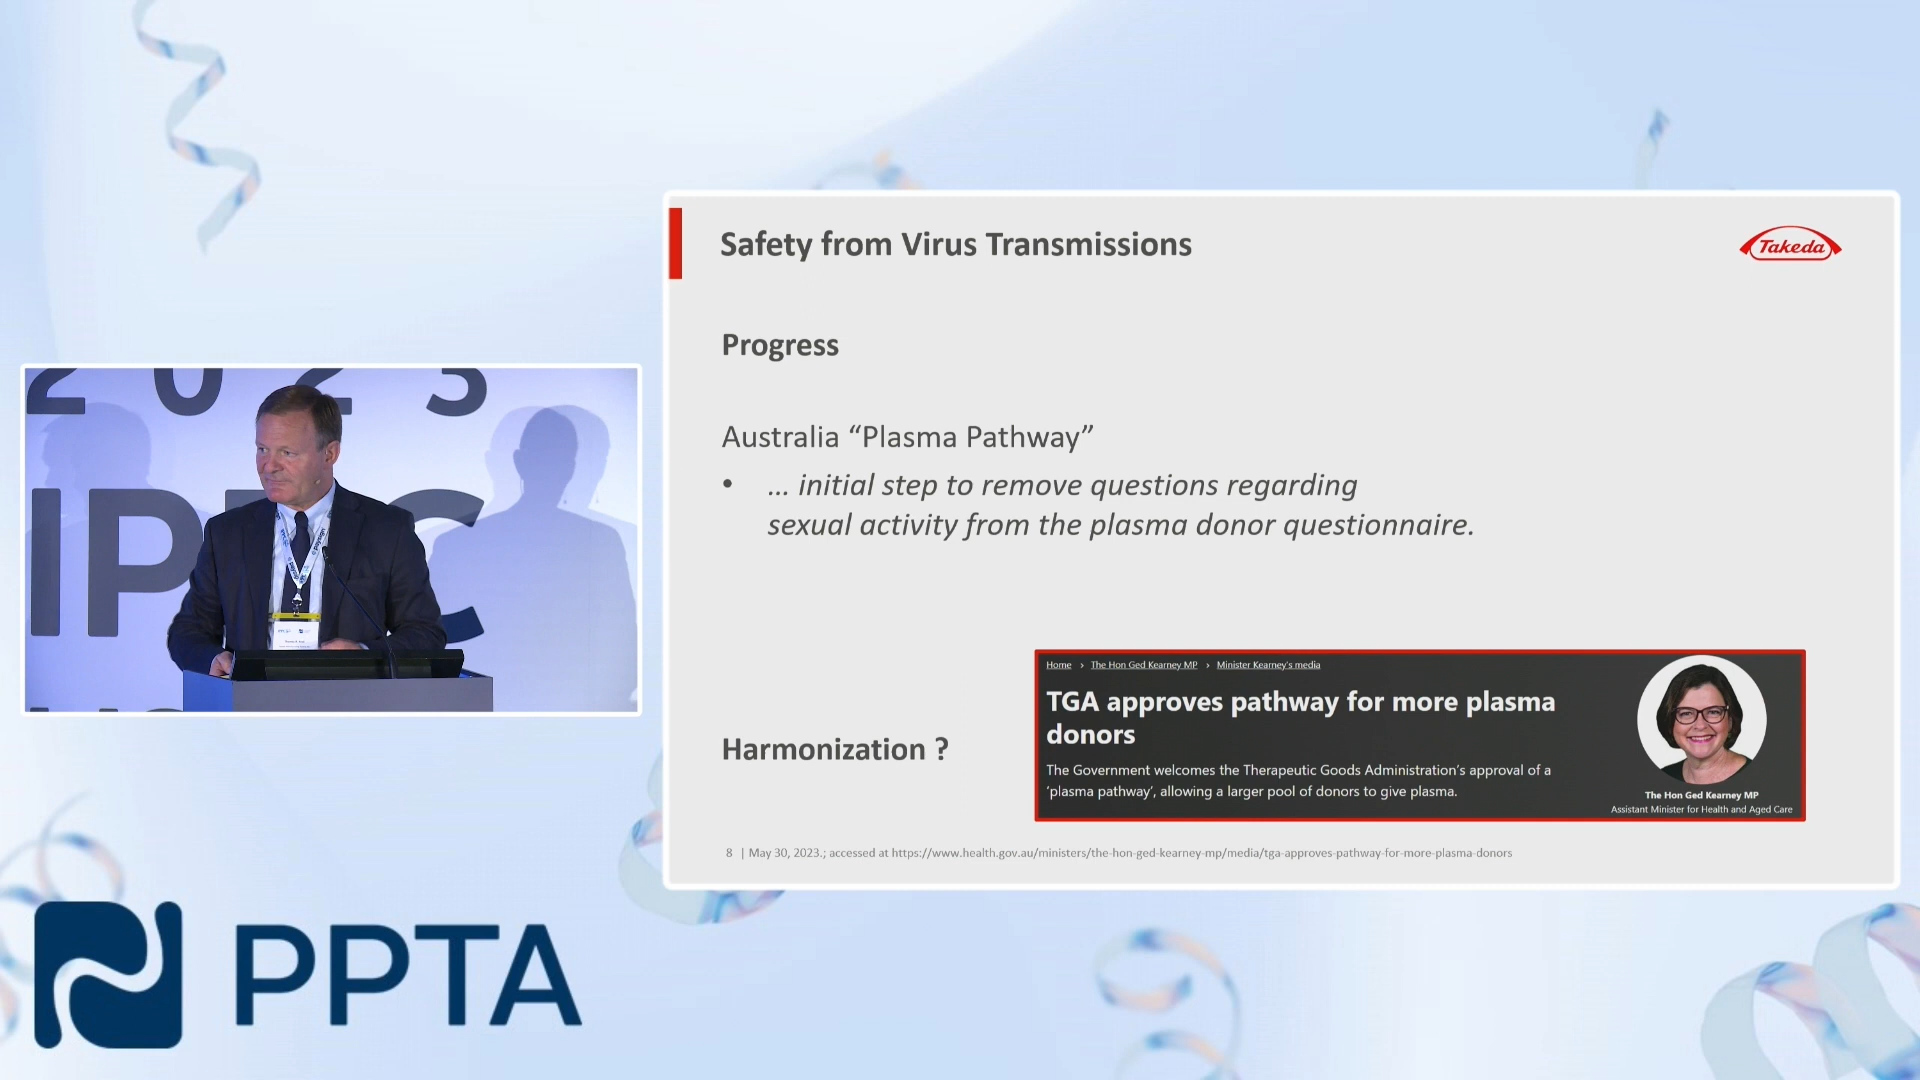 2023
IPPC
Safety from Virus Transmissions
Takeda
Progress
Australia “Plasma Pathway”
• … initial step to remove questions regarding
sexual activity from the plasma donor questionnaire.
Home › The Hon Ged Kearney MP › Minister Kearney's media
TGA approves pathway for more plasma
donors
The Government welcomes the Therapeutic Goods Administration's approval of a
'plasma pathway', allowing a larger pool of donors to give plasma.
The Hon Ged Kearney MP
Assistant Minister for Health and Aged Care
Harmonization ?
8 | May 30, 2023.; accessed at https://www.health.gov.au/ministers/the-hon-ged-kearney-mp/media/tga-approves-pathway-for-more-plasma-donors
PPTA